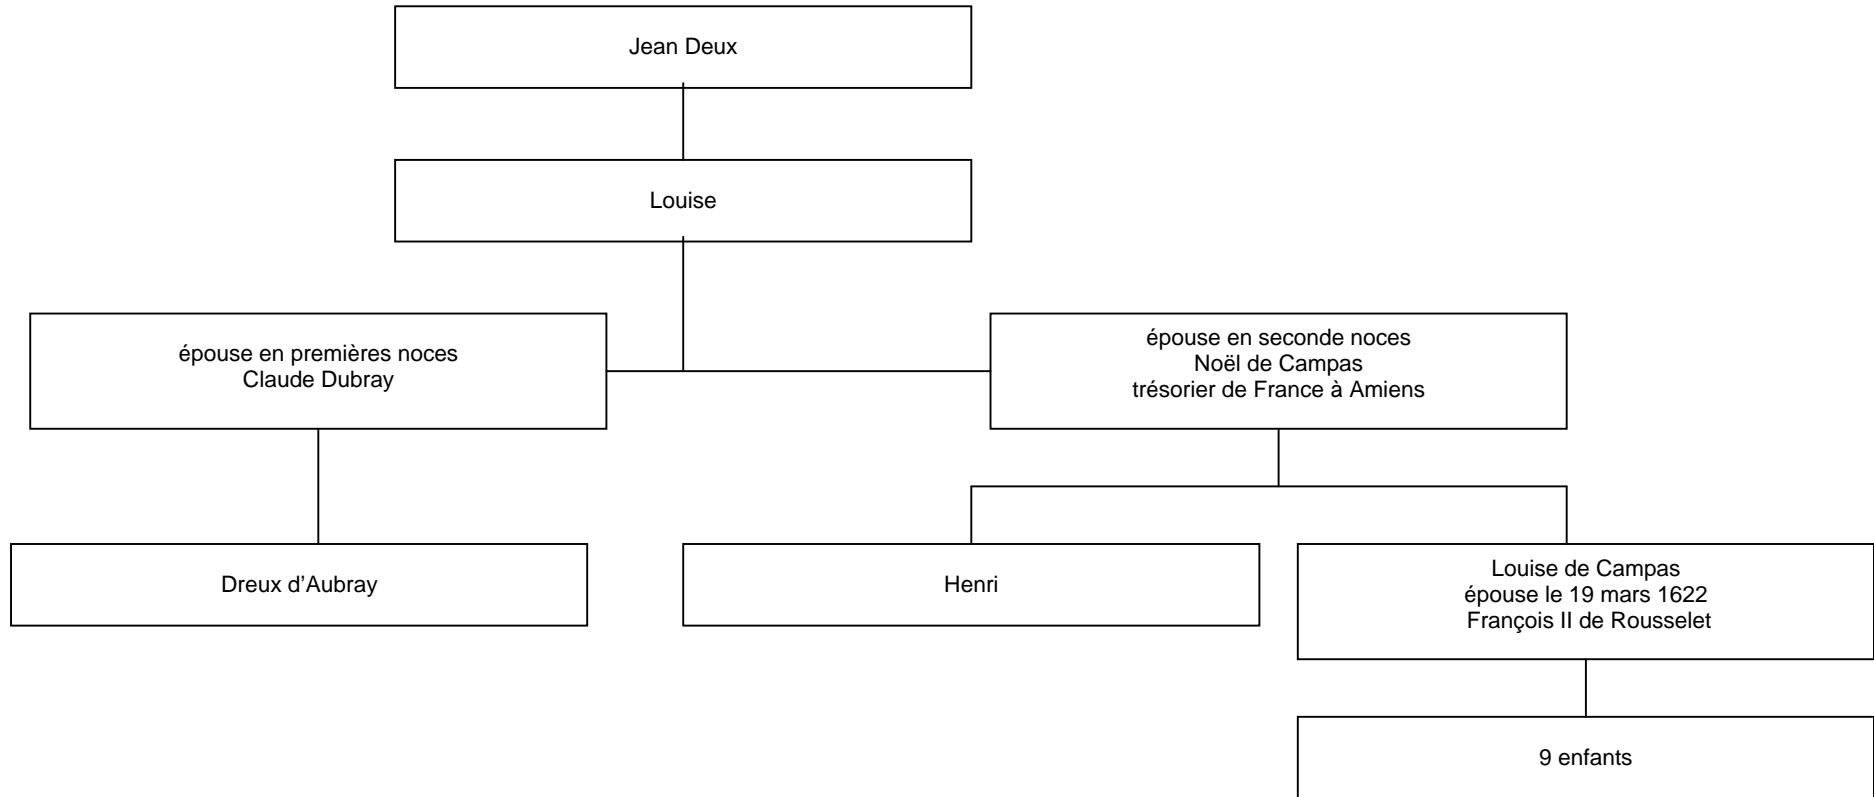 Jean Deux
Louise
épouse en premières noces
Claude Dubray
épouse en seconde noces
Noël de Campas
trésorier de France à Amiens
Dreux d’Aubray
Henri
Louise de Campas
épouse le 19 mars 1622
François II de Rousselet
9 enfants